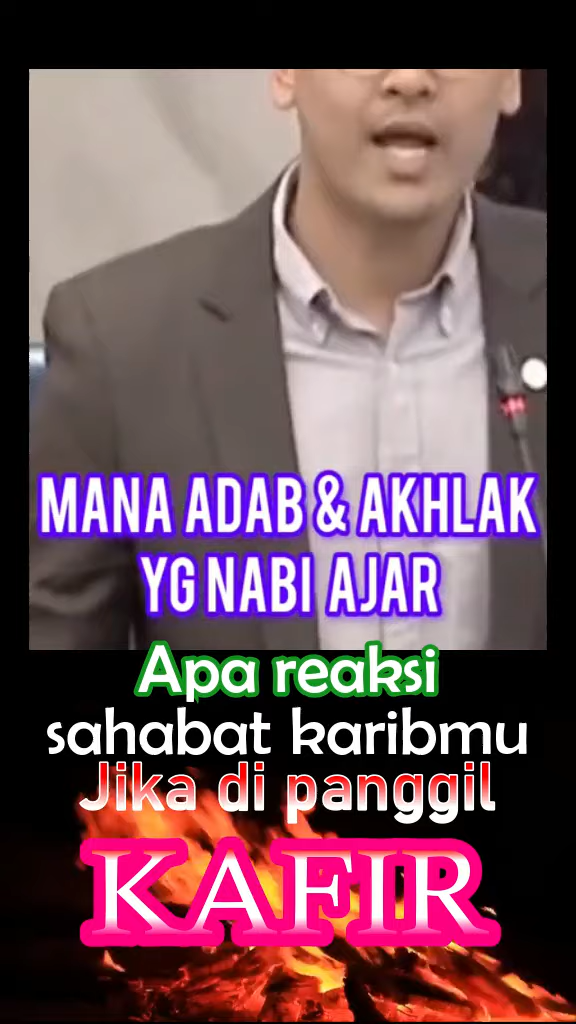 MANA ADAB & AKHLAK
YG NABI AJAR
Apa reaksi
sahabat karibmu
Jika di panggil
KAFIR